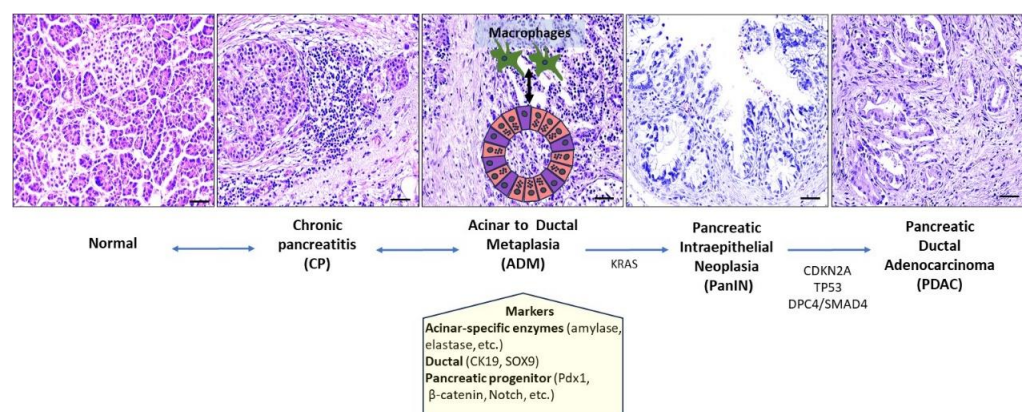 Macrophages
Normal
Chronic
pancreatitis
(CP)
Acinar to Ductal
Metaplasia
(ADM)
KRAS
Pancreatic
Intraepithelial
Neoplasia
(PanIN)
CDKN2A
TP53
DPC4/SMAD4
Pancreatic
Ductal
Adenocarcinoma
(PDAC)
Markers
Acinar-specific enzymes (amylase,
elastase, etc.)
Ductal (CK19, SOX9)
Pancreatic progenitor (Pdx1,
β-catenin, Notch, etc.)